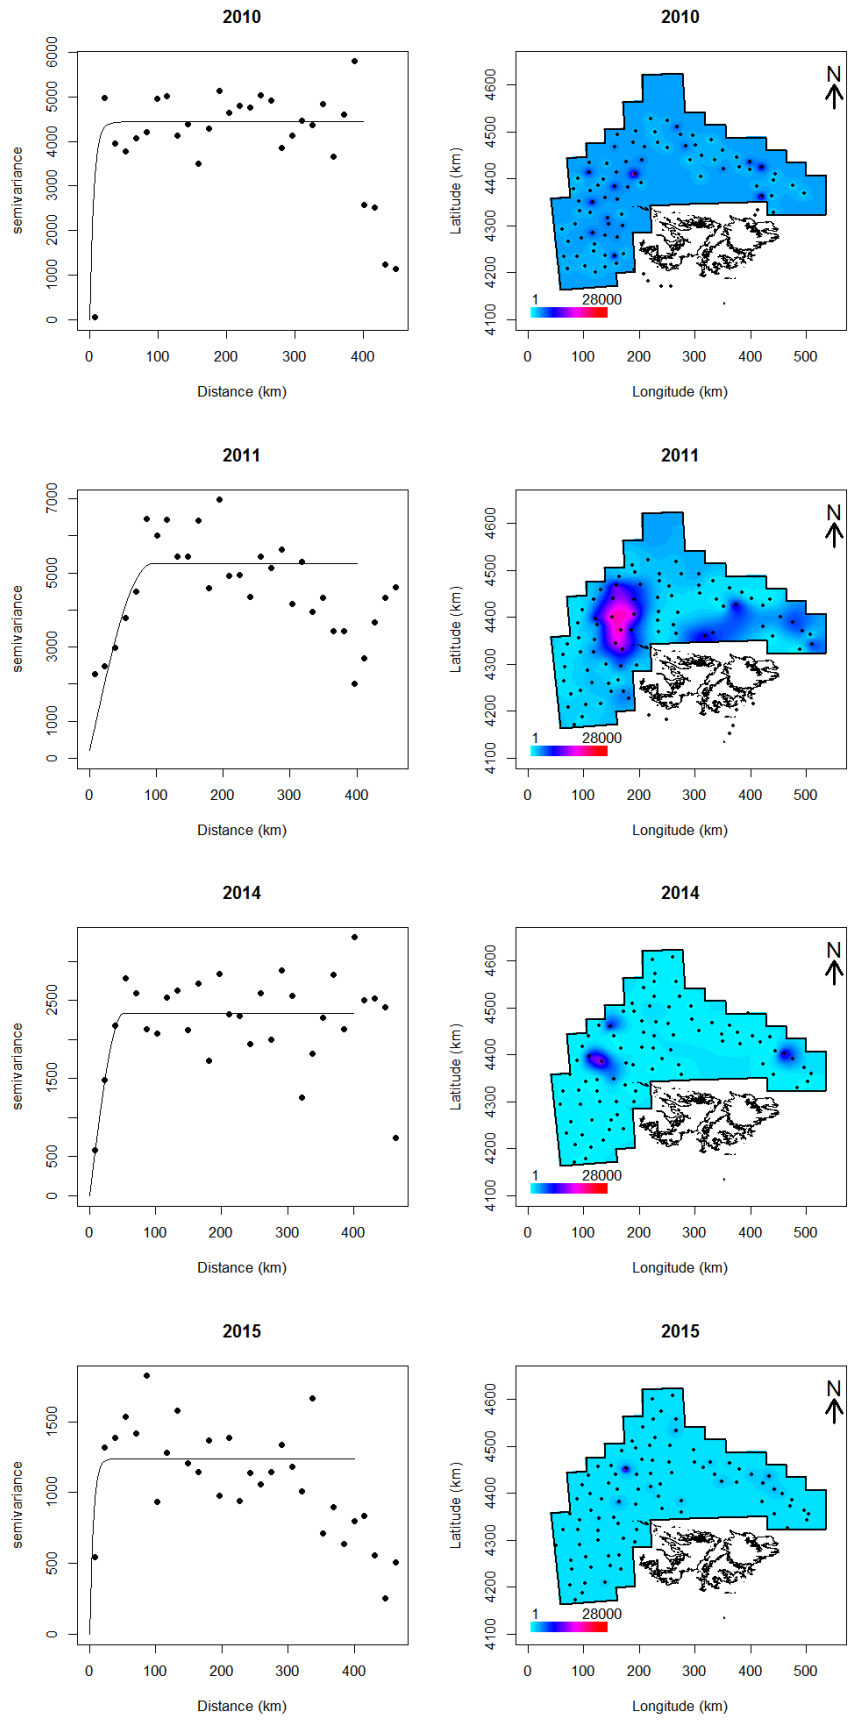 2010
semivariance
0 1000 2000 3000 4000 5000 6000
0 100 200 300 400
Distance (km)
2010
Latitude (km)
4100 4200 4300 4400 4500 4600
N
1 28000
0 100 200 300 400 500
Longitude (km)
2011
semivariance
0 1000 3000 5000 7000
0 100 200 300 400
Distance (km)
2011
Latitude (km)
4100 4200 4300 4400 4500 4600
N
1 28000
0 100 200 300 400 500
Longitude (km)
2014
semivariance
0 500 1500 2500
0 100 200 300 400
Distance (km)
2014
Latitude (km)
4100 4200 4300 4400 4500 4600
N
1 28000
0 100 200 300 400 500
Longitude (km)
2015
semivariance
0 500 1000 1500
0 100 200 300 400
Distance (km)
2015
Latitude (km)
4100 4200 4300 4400 4500 4600
N
1 28000
0 100 200 300 400 500
Longitude (km)